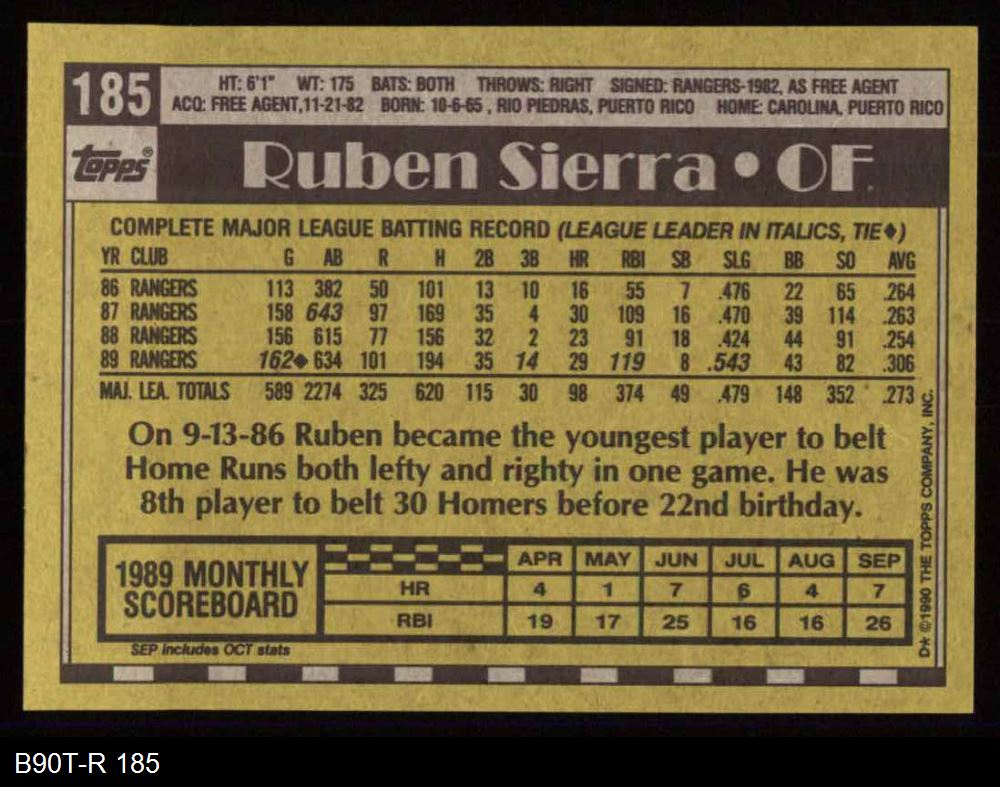 185
HT: 6'1" WT: 175 BATS: BOTH THROWS: RIGHT SIGNED: RANGERS-1982, AS FREE AGENT
ACQ: FREE AGENT,11-21-82 BORN: 10-6-65 , RIO PIEDRAS, PUERTO RICO HOME: CAROLINA, PUERTO RICO
Topps® Ruben Sierra • OF
COMPLETE MAJOR LEAGUE BATTING RECORD (LEAGUE LEADER IN ITALICS, TIE♦)
YR CLUB G AB R H 2B 3B HR RBI SB SLG BB SO AVG
86 RANGERS 113 382 50 101 13 10 16 55 7 .476 22 65 .264
87 RANGERS 158 643 97 169 35 4 30 109 16 .470 39 114 .263
88 RANGERS 156 615 77 156 32 2 23 91 18 .424 44 91 .254
89 RANGERS 162♦ 634 101 194 35 14 29 119 8 .543 43 82 .306
MAJ. LEA. TOTALS 589 2274 325 620 115 30 98 374 49 .479 148 352 .273
On 9-13-86 Ruben became the youngest player to belt
Home Runs both lefty and righty in one game. He was
8th player to belt 30 Homers before 22nd birthday.
1989 MONTHLY
SCOREBOARD
APR MAY JUN JUL AUG SEP
HR 4 1 7 6 4 7
RBI 19 17 25 16 16 26
SEP includes OCT stats
D* ©1990 THE TOPPS COMPANY, INC.
B90T-R 185